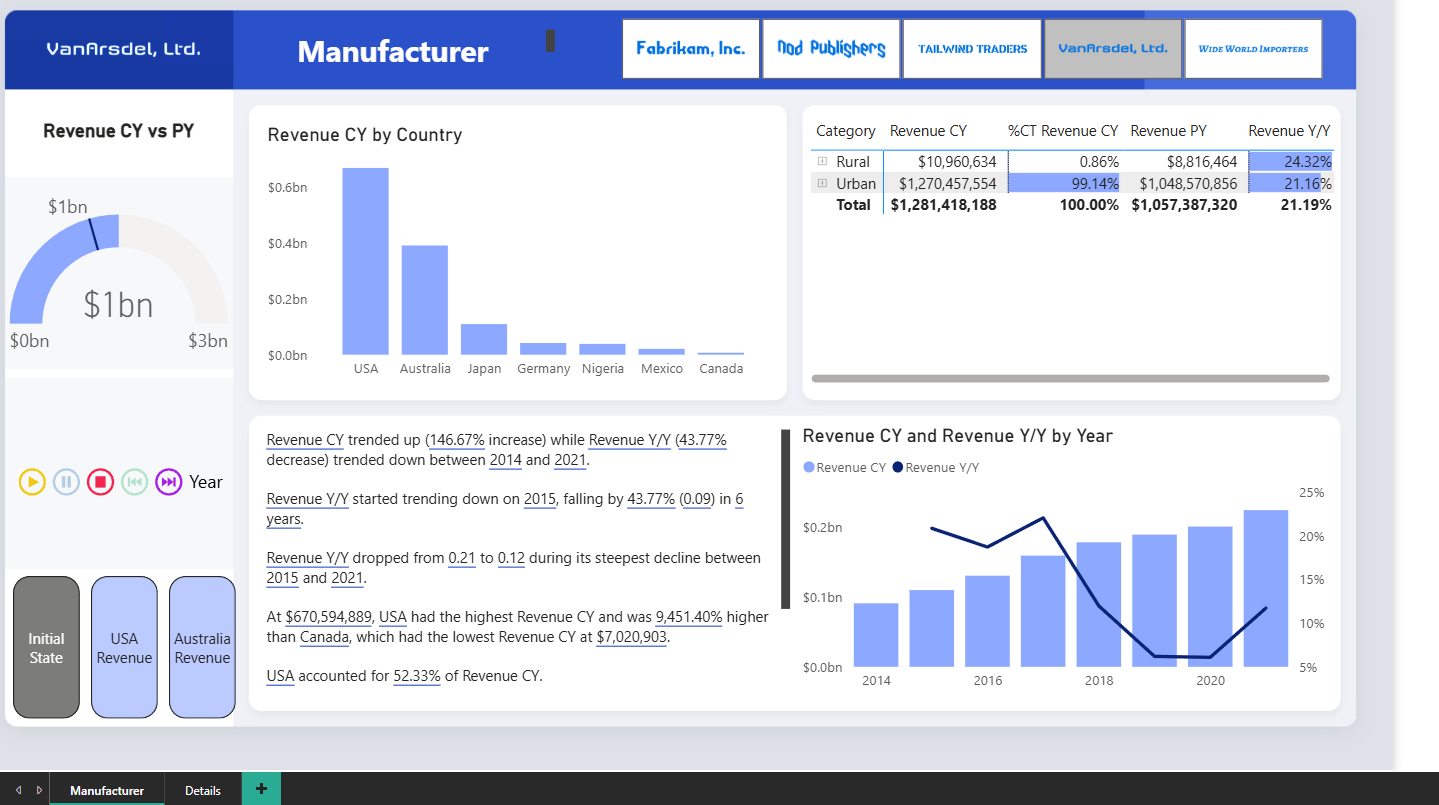 VanArsdel, Ltd.
Manufacturer
Fabrikam, Inc.
Nod Publishers
TAILWIND TRADERS
VanArsdel, Ltd.
WIDE WORLD IMPORTERS
Revenue CY vs PY
$1bn
$1bn
$0bn
$3bn
Year
Initial
State
USA
Revenue
Australia
Revenue
Revenue CY by Country
$0.6bn
$0.4bn
$0.2bn
$0.0bn
USA Australia Japan Germany Nigeria Mexico Canada
Category Revenue CY %CT Revenue CY Revenue PY Revenue Y/Y
Rural $10,960,634 0.86% $8,816,464 24.32%
Urban $1,270,457,554 99.14% $1,048,570,856 21.16%
Total $1,281,418,188 100.00% $1,057,387,320 21.19%
Revenue CY trended up (146.67% increase) while Revenue Y/Y (43.77%
decrease) trended down between 2014 and 2021.
Revenue Y/Y started trending down on 2015, falling by 43.77% (0.09) in 6
years.
Revenue Y/Y dropped from 0.21 to 0.12 during its steepest decline between
2015 and 2021.
At $670,594,889, USA had the highest Revenue CY and was 9,451.40% higher
than Canada, which had the lowest Revenue CY at $7,020,903.
USA accounted for 52.33% of Revenue CY.
Revenue CY and Revenue Y/Y by Year
Revenue CY Revenue Y/Y
$0.2bn
$0.1bn
$0.0bn
25%
20%
15%
10%
5%
2014 2016 2018 2020
Manufacturer Details +